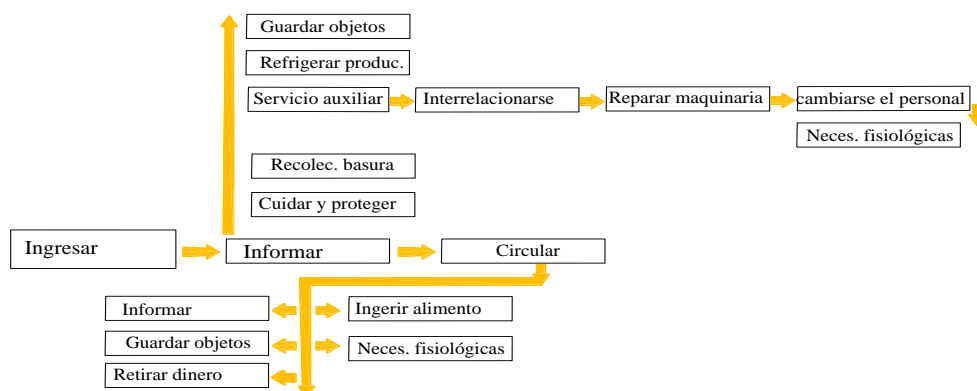 Guardar objetos
Refrigerar produc.
Servicio auxiliar
Interrelacionarse
Reparar maquinaria
cambiarse el personal
Neces. fisiológicas
Recolec. basura
Cuidar y proteger
Ingresar
Informar
Circular
Informar
Ingerir alimento
Guardar objetos
Neces. fisiológicas
Retirar dinero